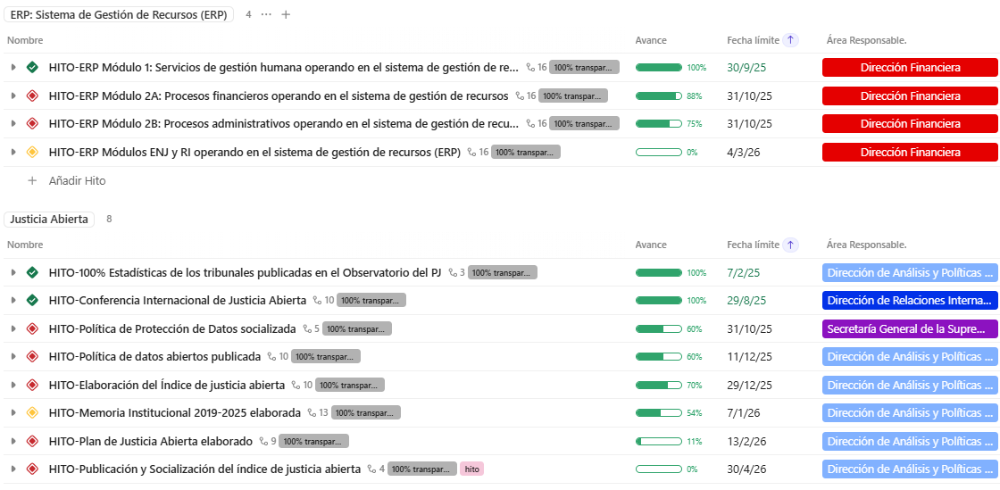 ERP: Sistema de Gestión de Recursos (ERP) 4 ··· +
Nombre Avance Fecha límite ↑ Área Responsable.
HITO-ERP Módulo 1: Servicios de gestión humana operando en el sistema de gestión de re... 16 100% transpar... 100% 30/9/25 Dirección Financiera
HITO-ERP Módulo 2A: Procesos financieros operando en el sistema de gestión de recursos 16 100% transpar... 88% 31/10/25 Dirección Financiera
HITO-ERP Módulo 2B: Procesos administrativos operando en el sistema de gestión de recu... 16 100% transpar... 75% 31/10/25 Dirección Financiera
HITO-ERP Módulos ENJ y RI operando en el sistema de gestión de recursos (ERP) 16 100% transpar... 0% 4/3/26 Dirección Financiera
+ Añadir Hito
Justicia Abierta 8
Nombre Avance Fecha límite ↑ Área Responsable.
HITO-100% Estadísticas de los tribunales publicadas en el Observatorio del PJ 3 100% transpar... 100% 7/2/25 Dirección de Análisis y Políticas ...
HITO-Conferencia Internacional de Justicia Abierta 10 100% transpar... 100% 29/8/25 Dirección de Relaciones Interna...
HITO-Política de Protección de Datos socializada 5 100% transpar... 60% 31/10/25 Secretaría General de la Supre...
HITO-Política de datos abiertos publicada 10 100% transpar... 60% 11/12/25 Dirección de Análisis y Políticas ...
HITO-Elaboración del Índice de justicia abierta 10 100% transpar... 70% 29/12/25 Dirección de Análisis y Políticas ...
HITO-Memoria Institucional 2019-2025 elaborada 13 100% transpar... 54% 7/1/26 Dirección de Análisis y Políticas ...
HITO-Plan de Justicia Abierta elaborado 9 100% transpar... 11% 13/2/26 Dirección de Análisis y Políticas ...
HITO-Publicación y Socialización del índice de justicia abierta 4 100% transpar... hito 0% 30/4/26 Dirección de Análisis y Políticas ...